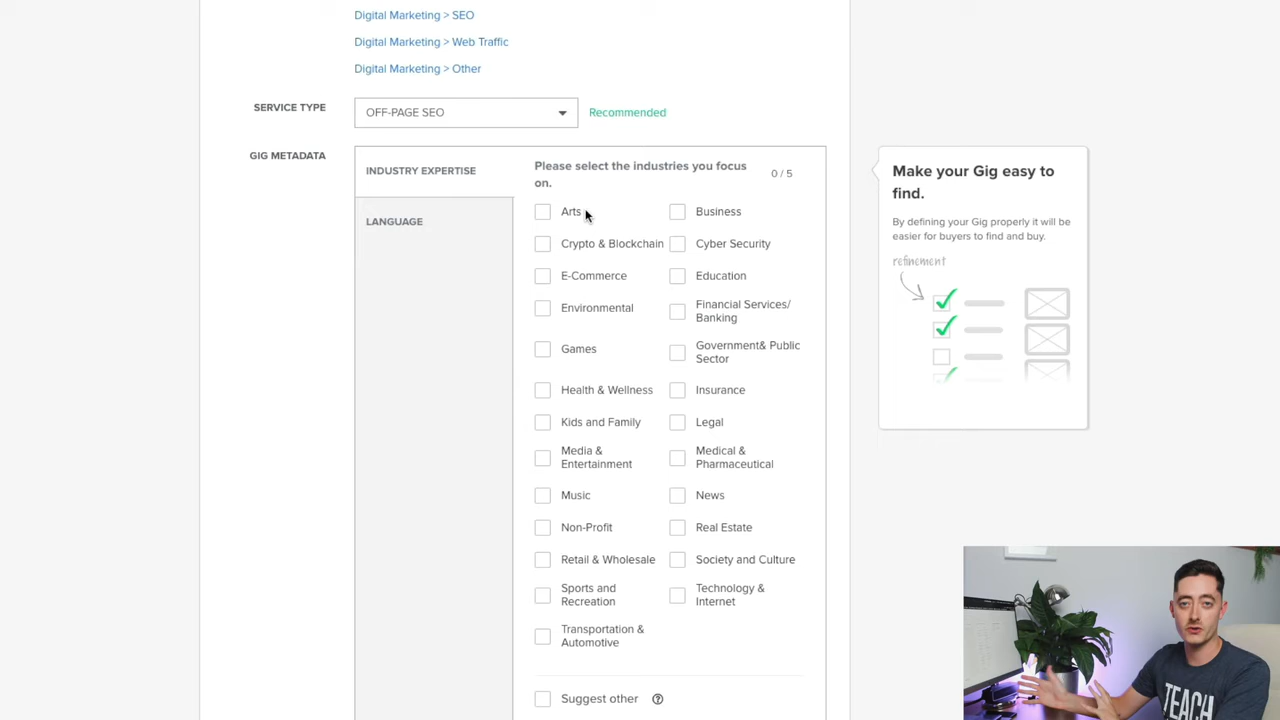 Digital Marketing > SEO
Digital Marketing > Web Traffic
Digital Marketing > Other
SERVICE TYPE
OFF-PAGE SEO
Recommended
GIG METADATA
INDUSTRY EXPERTISE
LANGUAGE
Please select the industries you focus
on.
0 / 5
Arts
Business
Crypto & Blockchain
Cyber Security
E-Commerce
Education
Environmental
Financial Services/
Banking
Games
Government& Public
Sector
Health & Wellness
Insurance
Kids and Family
Legal
Media &
Entertainment
Medical &
Pharmaceutical
Music
News
Non-Profit
Real Estate
Retail & Wholesale
Society and Culture
Sports and
Recreation
Technology &
Internet
Transportation &
Automotive
Suggest other
?
Make your Gig easy to
find.
By defining your Gig properly it will be
easier for buyers to find and buy.
refinement
TEACH